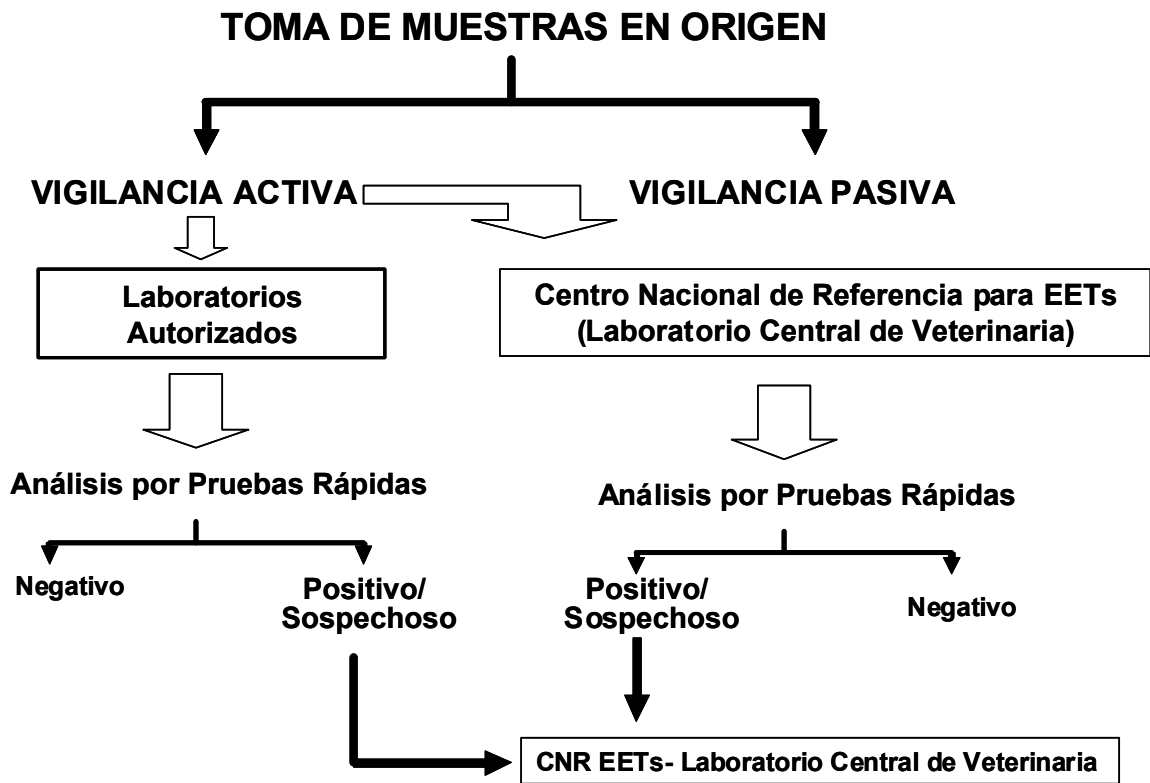 TOMA DE MUESTRAS EN ORIGEN
VIGILANCIA ACTIVA
VIGILANCIA PASIVA
Laboratorios
Autorizados
Centro Nacional de Referencia para EETs
(Laboratorio Central de Veterinaria)
Análisis por Pruebas Rápidas
Análisis por Pruebas Rápidas
Negativo
Positivo/
Sospechoso
Positivo/
Sospechoso
Negativo
CNR EETs- Laboratorio Central de Veterinaria